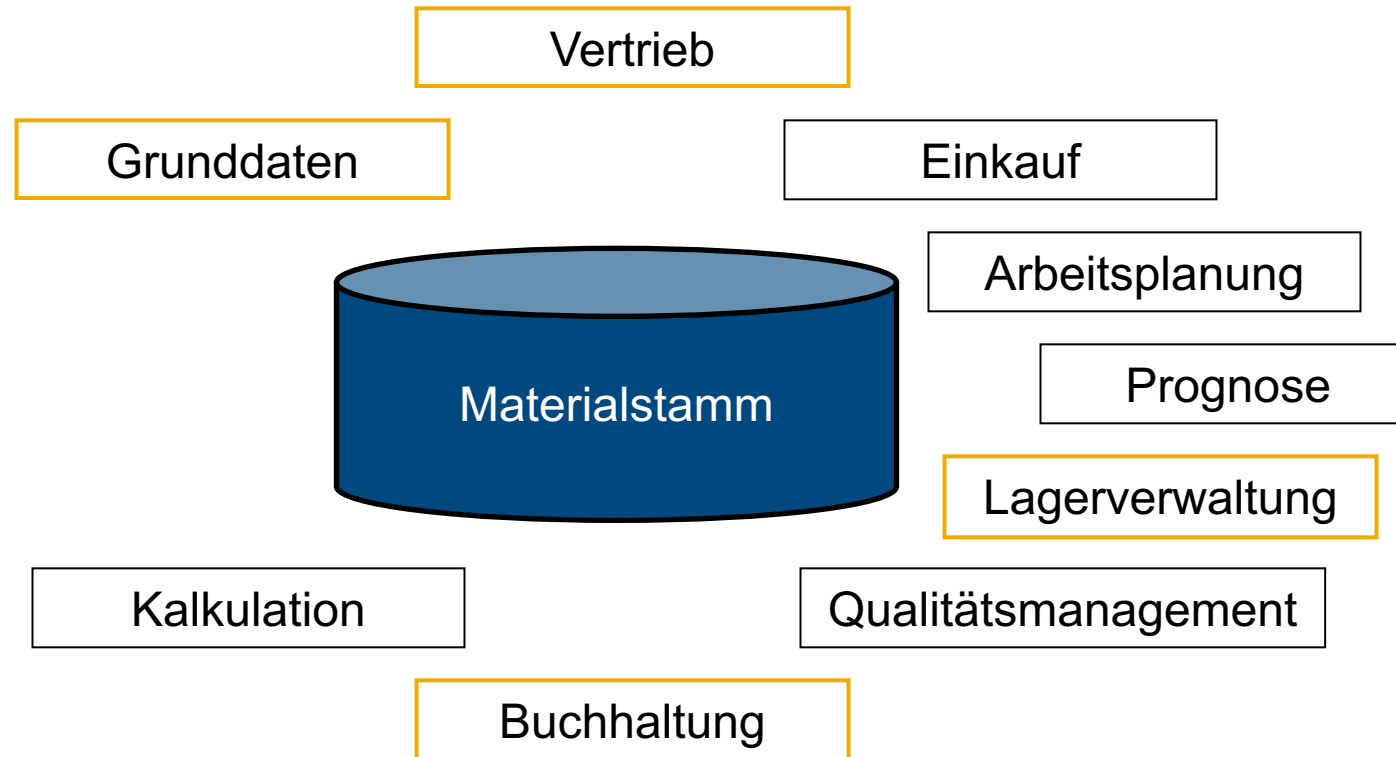 Vertrieb
Grunddaten
Einkauf
Arbeitsplanung
Prognose
Materialstamm
Lagerverwaltung
Kalkulation
Qualitätsmanagement
Buchhaltung